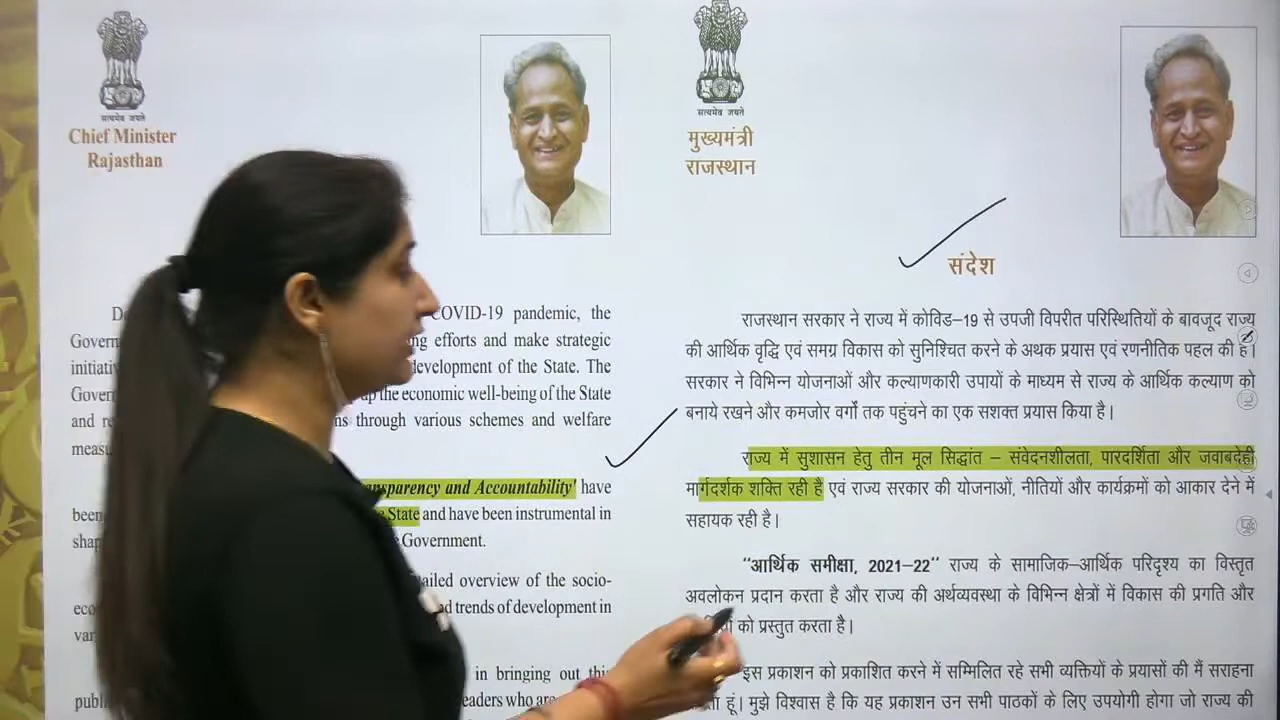 सत्यमेव जयते
Chief Minister
Rajasthan
COVID-19 pandemic, the
Govern efforts and make strategic
initiati development of the State. The
Gover up the economic well-being of the State
and re through various schemes and welfare
meas
Transparency and Accountability' have
been State and have been instrumental in
shap Government.
overview of the socio-
eco trends of development in
var
in bringing out this
publ readers who are
सत्यमेव जयते
मुख्यमंत्री
राजस्थान
संदेश
राजस्थान सरकार ने राज्य में कोविड–19 से उपजी विपरीत परिस्थितियों के बावजूद राज्य
की आर्थिक वृद्धि एवं समग्र विकास को सुनिश्चित करने के अथक प्रयास एवं रणनीतिक पहल की है।
सरकार ने विभिन्न योजनाओं और कल्याणकारी उपायों के माध्यम से राज्य के आर्थिक कल्याण को
बनाये रखने और कमजोर वर्गों तक पहुंचने का एक सशक्त प्रयास किया है।
राज्य में सुशासन हेतु तीन मूल सिद्धांत – संवेदनशीलता, पारदर्शिता और जवाबदेही
मार्गदर्शक शक्ति रही है एवं राज्य सरकार की योजनाओं, नीतियों और कार्यक्रमों को आकार देने में
सहायक रही है।
"आर्थिक समीक्षा, 2021–22" राज्य के सामाजिक–आर्थिक परिदृश्य का विस्तृत
अवलोकन प्रदान करता है और राज्य की अर्थव्यवस्था के विभिन्न क्षेत्रों में विकास की प्रगति और
को प्रस्तुत करता है।
इस प्रकाशन को प्रकाशित करने में सम्मिलित रहे सभी व्यक्तियों के प्रयासों की मैं सराहना
हूं। मुझे विश्वास है कि यह प्रकाशन उन सभी पाठकों के लिए उपयोगी होगा जो राज्य की